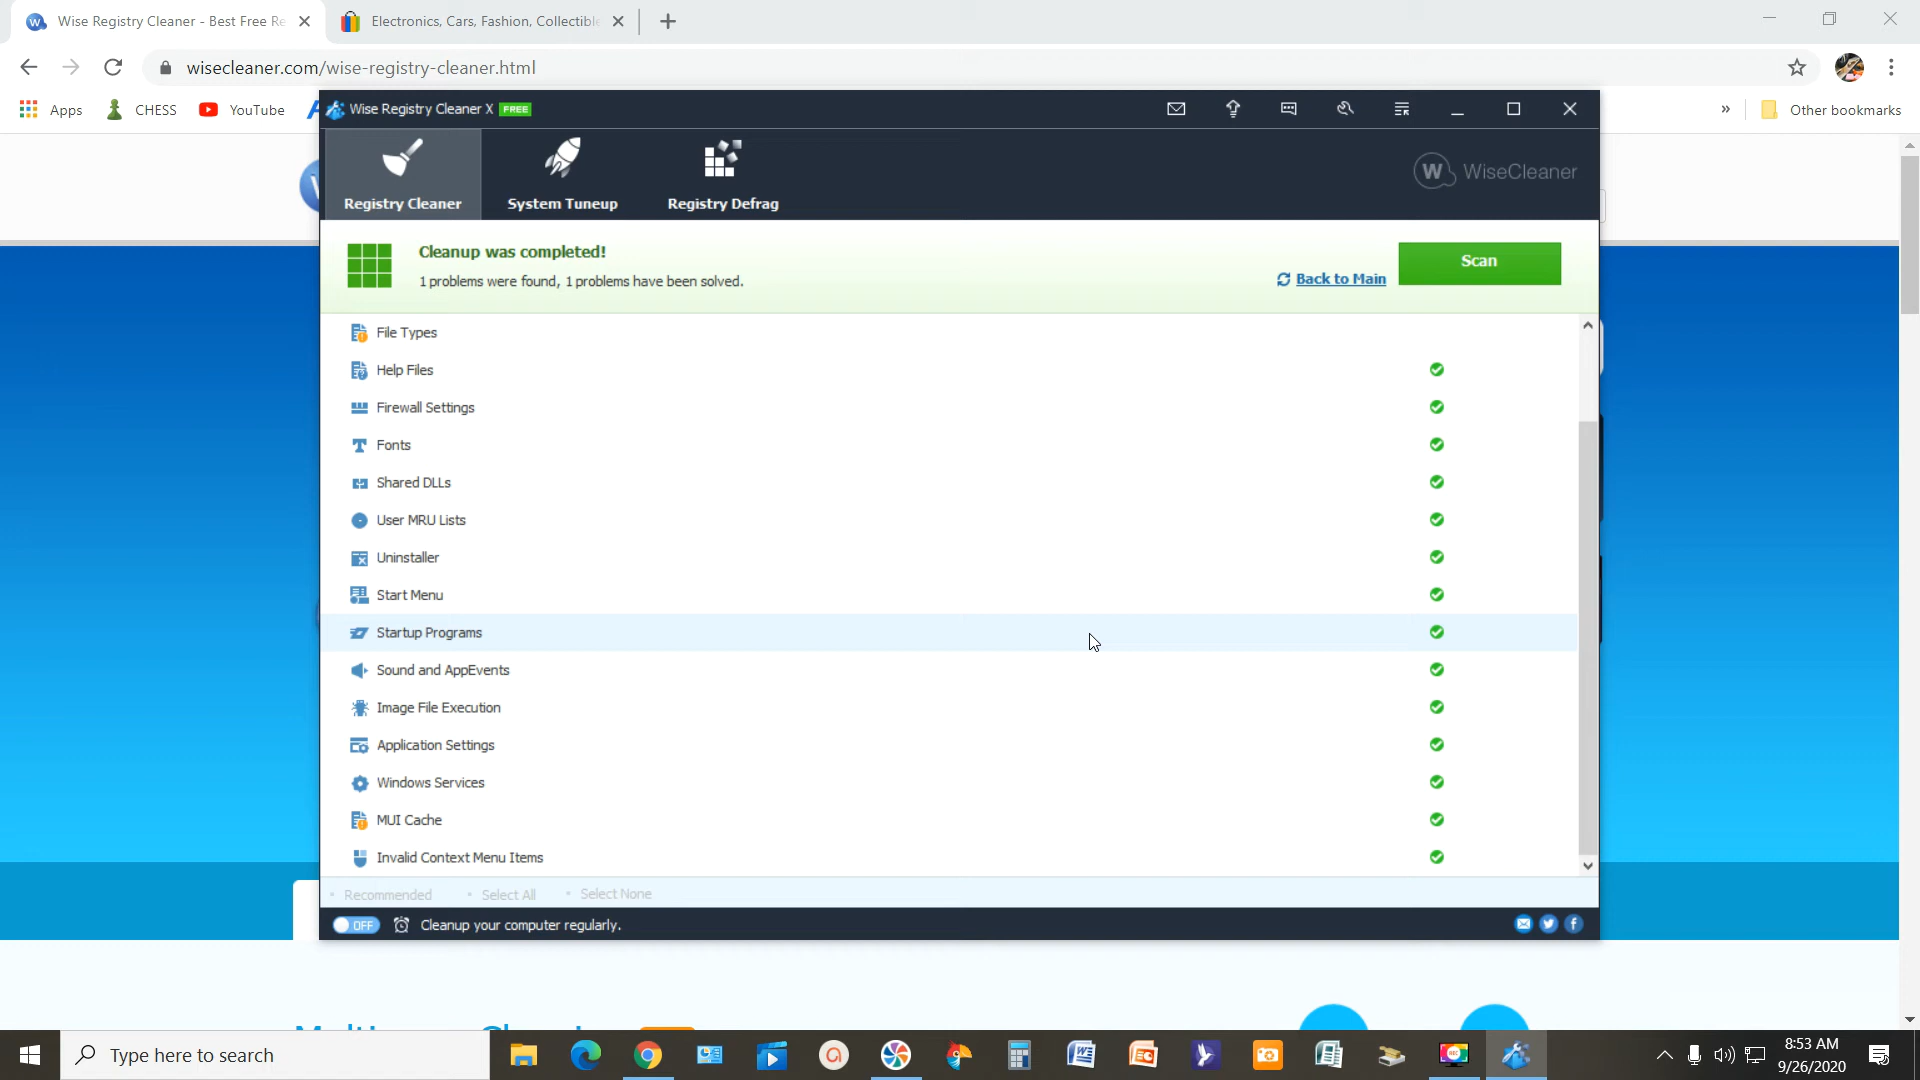 Wise Registry Cleaner - Best Free Re
Electronics, Cars, Fashion, Collectible
wisecleaner.com/wise-registry-cleaner.html
Apps
CHESS
YouTube
»
Other bookmarks
Wise Registry Cleaner X FREE
Registry Cleaner
System Tuneup
Registry Defrag
W WiseCleaner
Cleanup was completed!
1 problems were found, 1 problems have been solved.
Back to Main
Scan
File Types
Help Files
Firewall Settings
Fonts
Shared DLLs
User MRU Lists
Uninstaller
Start Menu
Startup Programs
Sound and AppEvents
Image File Execution
Application Settings
Windows Services
MUI Cache
Invalid Context Menu Items
Recommended
Select All
Select None
OFF
Cleanup your computer regularly.
Type here to search
8:53 AM
9/26/2020